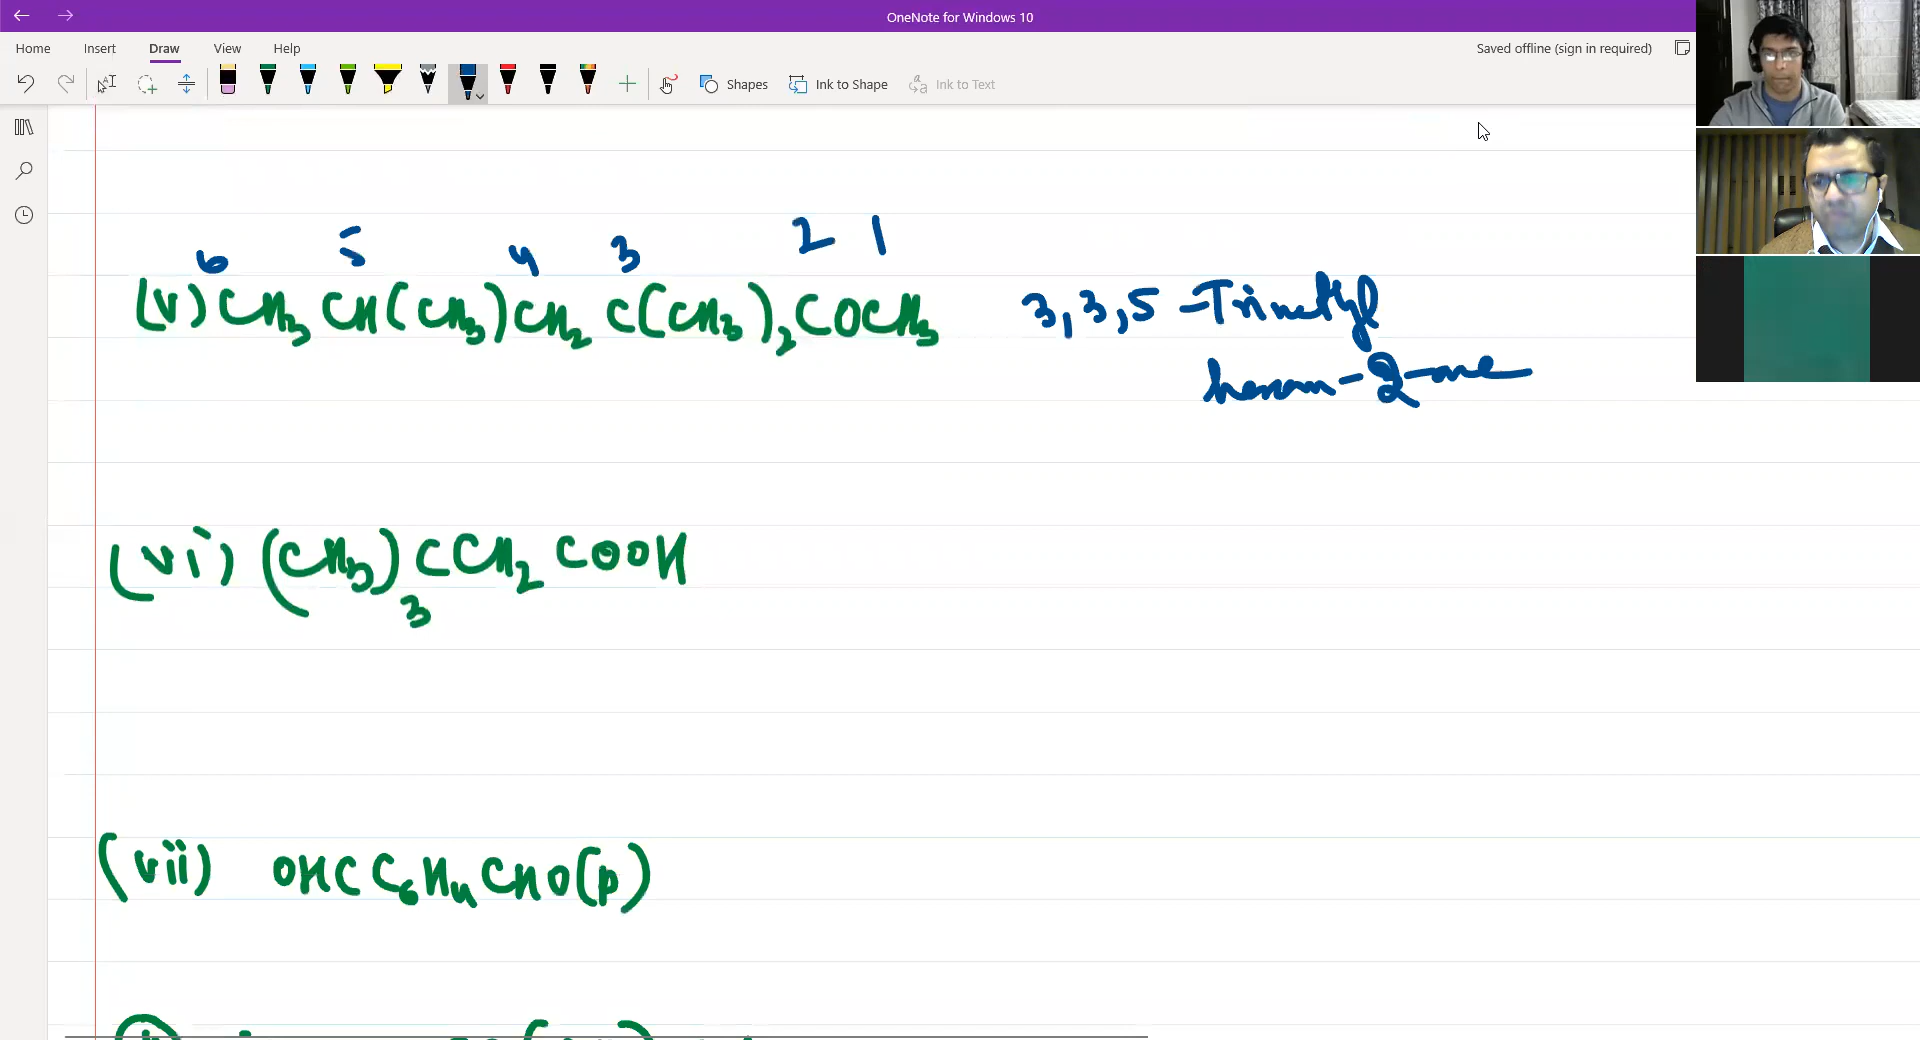 OneNote for Windows 10
Home Insert Draw View Help
Saved offline (sign in required)
Shapes Ink to Shape Ink to Text
6 5 4 3 2 1
(v) CH3 CH(CH3)CH2 C(CH3)2COCH3 3,3,5-Trimethyl
hexan-2-one
(vi) (CH3)3 CCH2 COOH
(vii) OHC C6H4 CHO(p)